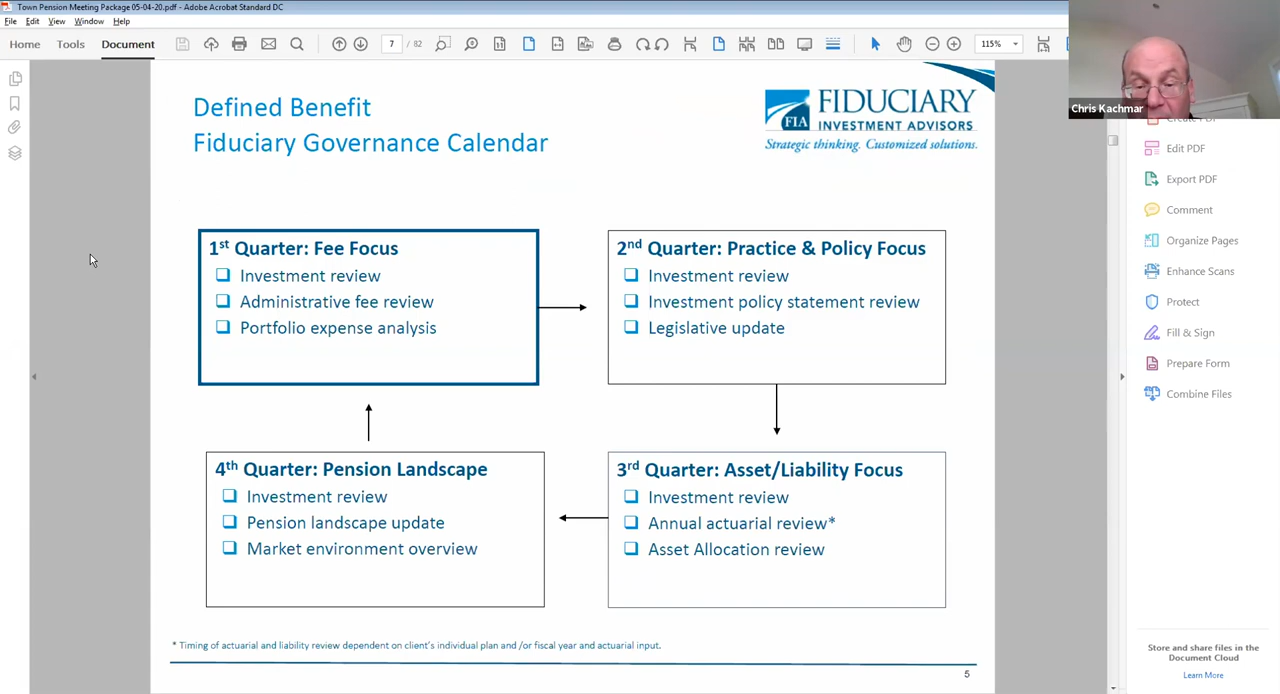 Town Pension Meeting Package 05-04-20.pdf - Adobe Acrobat Standard DC
File Edit View Window Help
Home Tools Document 7 / 82 115%
Chris Kachmar
Defined Benefit
Fiduciary Governance Calendar
FIA
FIDUCIARY
INVESTMENT ADVISORS
Strategic thinking. Customized solutions.
1st Quarter: Fee Focus
Investment review
Administrative fee review
Portfolio expense analysis
2nd Quarter: Practice & Policy Focus
Investment review
Investment policy statement review
Legislative update
4th Quarter: Pension Landscape
Investment review
Pension landscape update
Market environment overview
3rd Quarter: Asset/Liability Focus
Investment review
Annual actuarial review*
Asset Allocation review
* Timing of actuarial and liability review dependent on client's individual plan and /or fiscal year and actuarial input.
5
Create PDF
Edit PDF
Export PDF
Comment
Organize Pages
Enhance Scans
Protect
Fill & Sign
Prepare Form
Combine Files
Store and share files in the
Document Cloud
Learn More